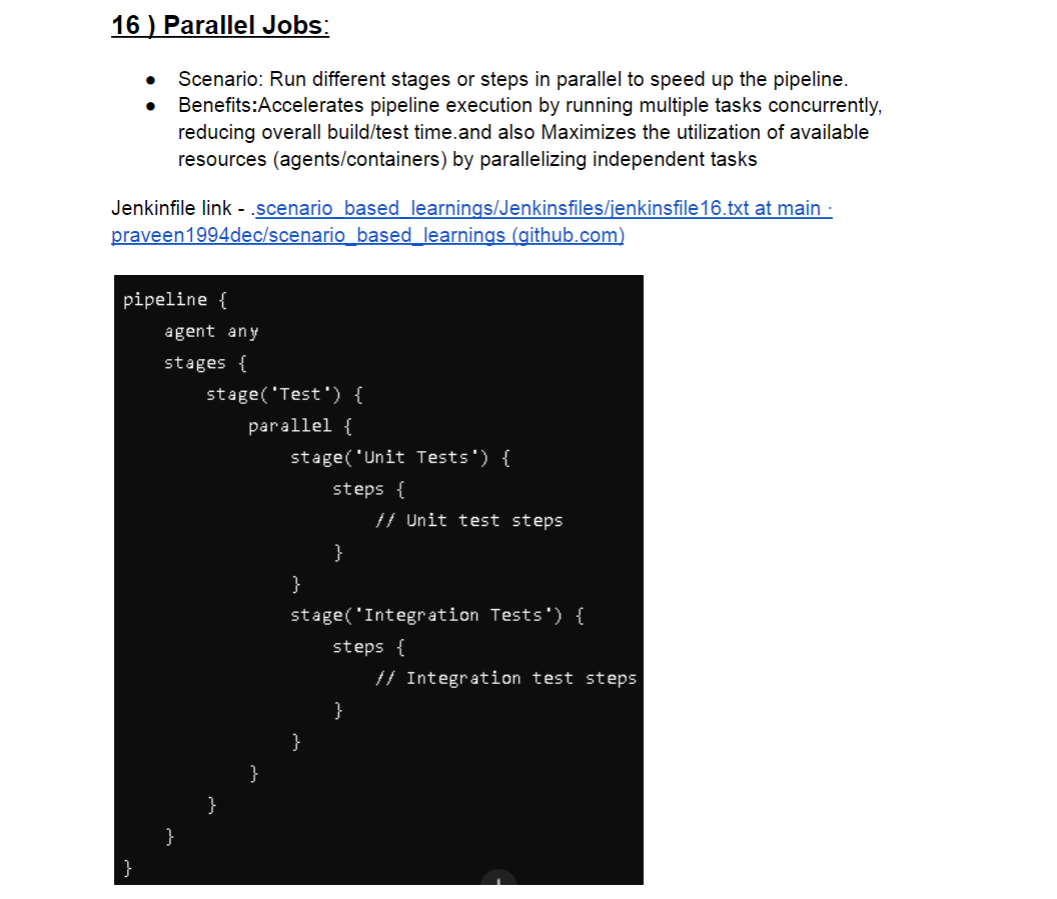 16 ) Parallel Jobs:
● Scenario: Run different stages or steps in parallel to speed up the pipeline.
● Benefits:Accelerates pipeline execution by running multiple tasks concurrently,
reducing overall build/test time.and also Maximizes the utilization of available
resources (agents/containers) by parallelizing independent tasks
Jenkinfile link - .scenario_based_learnings/Jenkinsfiles/jenkinsfile16.txt at main ·
praveen1994dec/scenario_based_learnings (github.com)
pipeline {
    agent any
    stages {
        stage('Test') {
            parallel {
                stage('Unit Tests') {
                    steps {
                        // Unit test steps
                    }
                }
                stage('Integration Tests') {
                    steps {
                        // Integration test steps
                    }
                }
            }
        }
    }
}